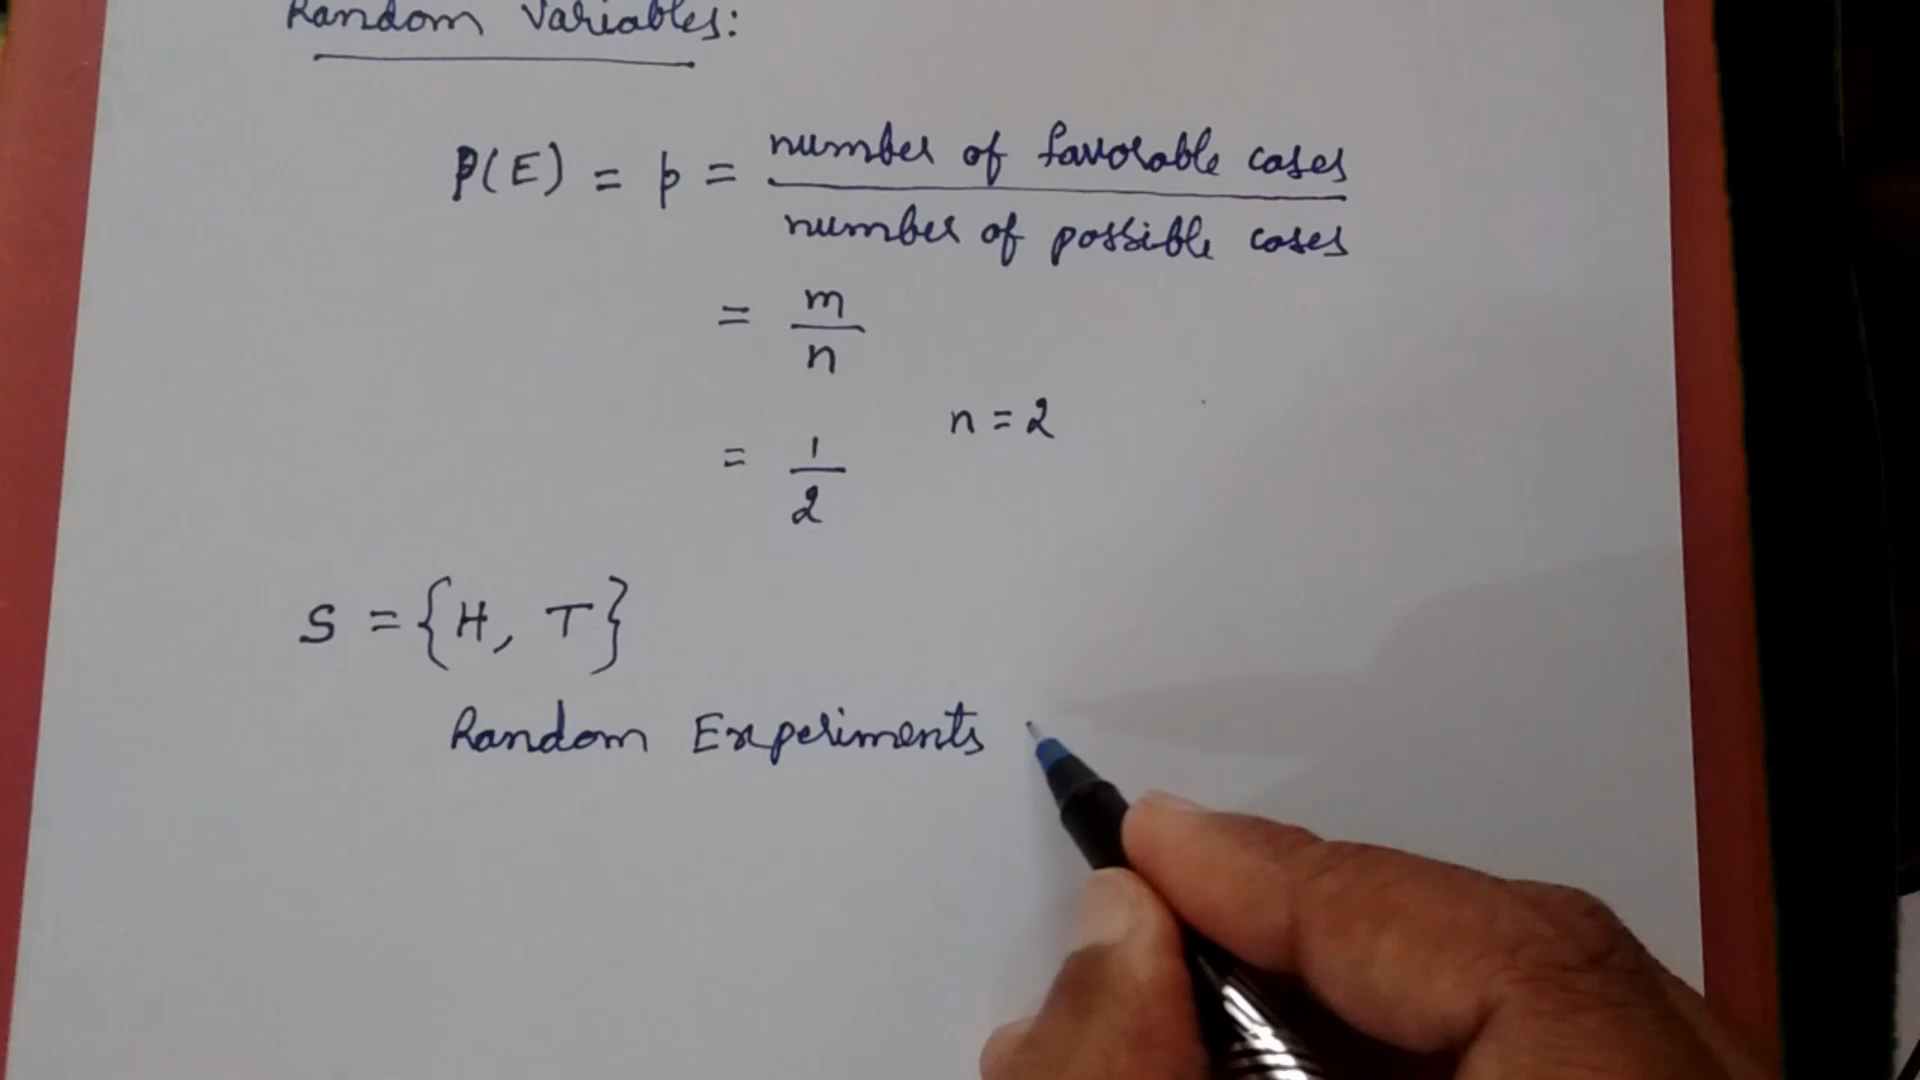 Random Variables:
P(E) = p = number of favorable cases
number of possible cases
= m
n
n = 2
= 1
2
S = {H, T}
Random Experiments